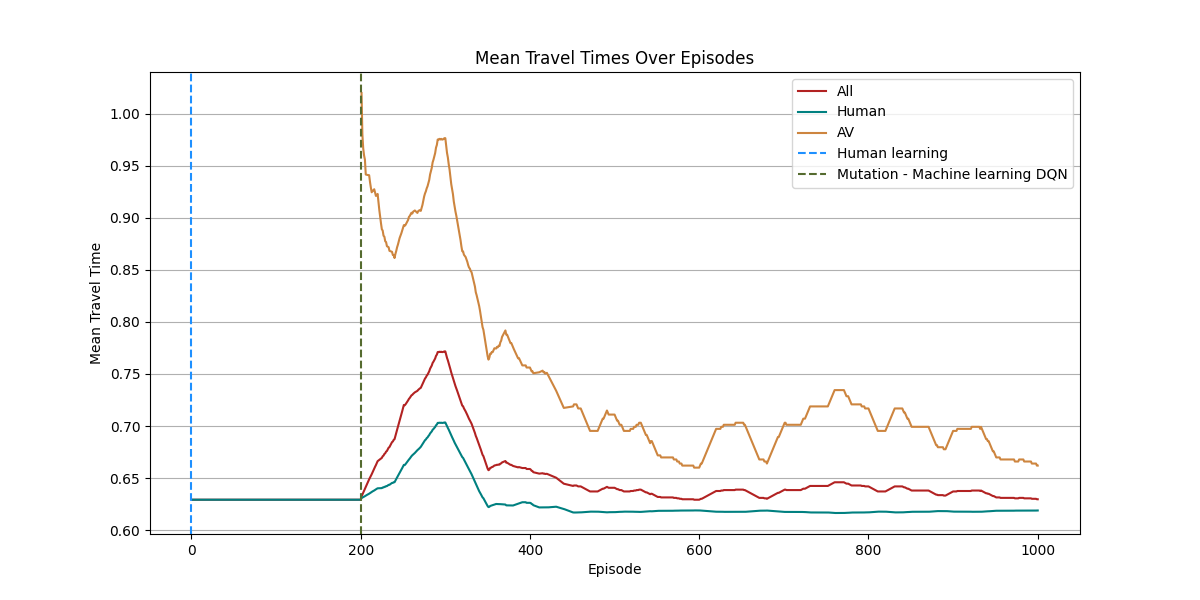 Mean Travel Times Over Episodes
Mean Travel Time
1.00
0.95
0.90
0.85
0.80
0.75
0.70
0.65
0.60
0
200
400
600
800
1000
Episode
All
Human
AV
Human learning
Mutation - Machine learning DQN